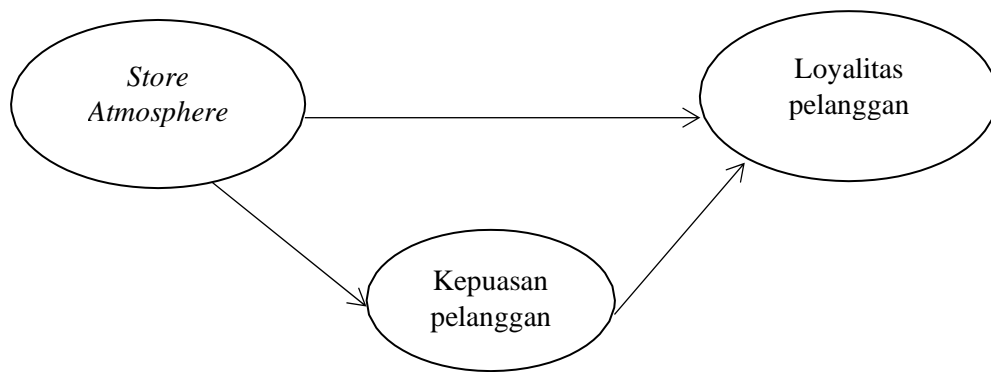 Store
Atmosphere
Loyalitas
pelanggan
Kepuasan
pelanggan